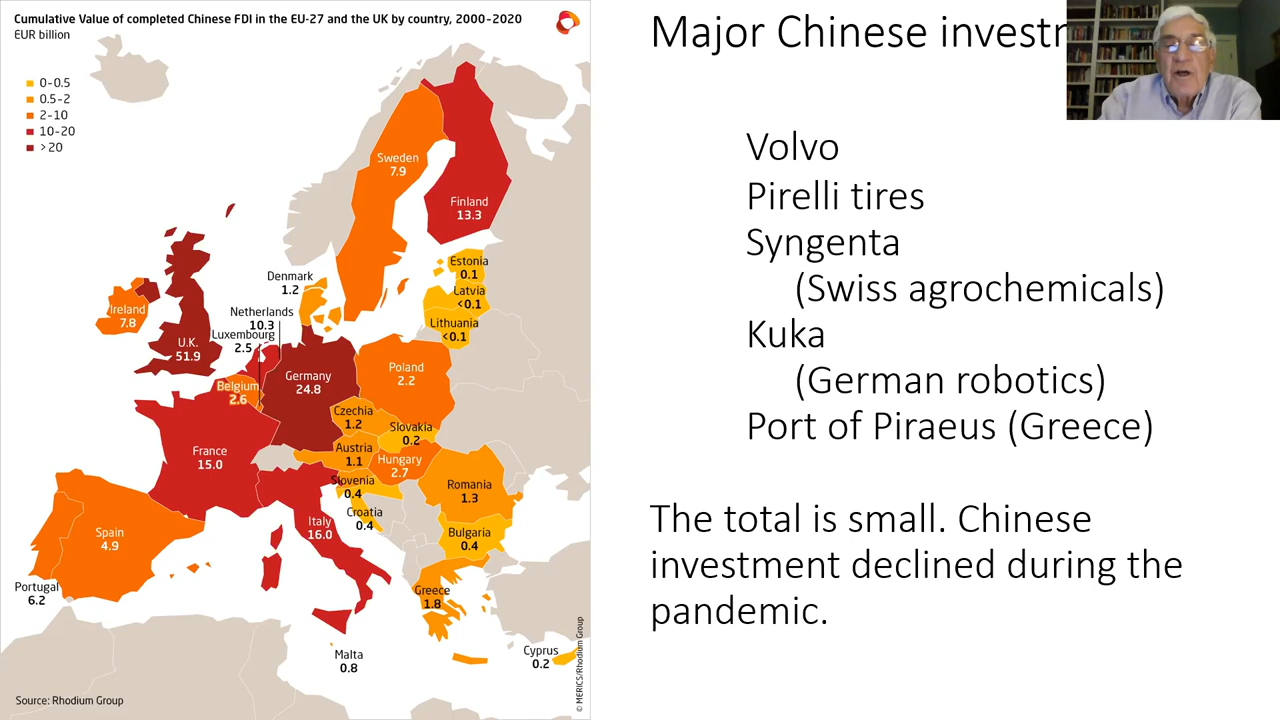 Cumulative Value of completed Chinese FDI in the EU-27 and the UK by country, 2000-2020
EUR billion
0-0.5
0.5-2
2-10
10-20
>20
Sweden
7.9
Finland
13.3
Estonia
0.1
Latvia
<0.1
Lithuania
<0.1
Denmark
1.2
Netherlands
10.3
Luxembourg
2.5
Ireland
7.8
U.K.
51.9
Belgium
2.6
Germany
24.8
Poland
2.2
Czechia
1.2
Slovakia
0.2
Austria
1.1
Hungary
2.7
France
15.0
Slovenia
0.4
Croatia
0.4
Romania
1.3
Italy
16.0
Bulgaria
0.4
Spain
4.9
Portugal
6.2
Greece
1.8
Malta
0.8
Cyprus
0.2
Source: Rhodium Group
© MERICS/Rhodium Group
Major Chinese
Volvo
Pirelli tires
Syngenta
(Swiss agrochemicals)
Kuka
(German robotics)
Port of Piraeus (Greece)
The total is small. Chinese
investment declined during the
pandemic.